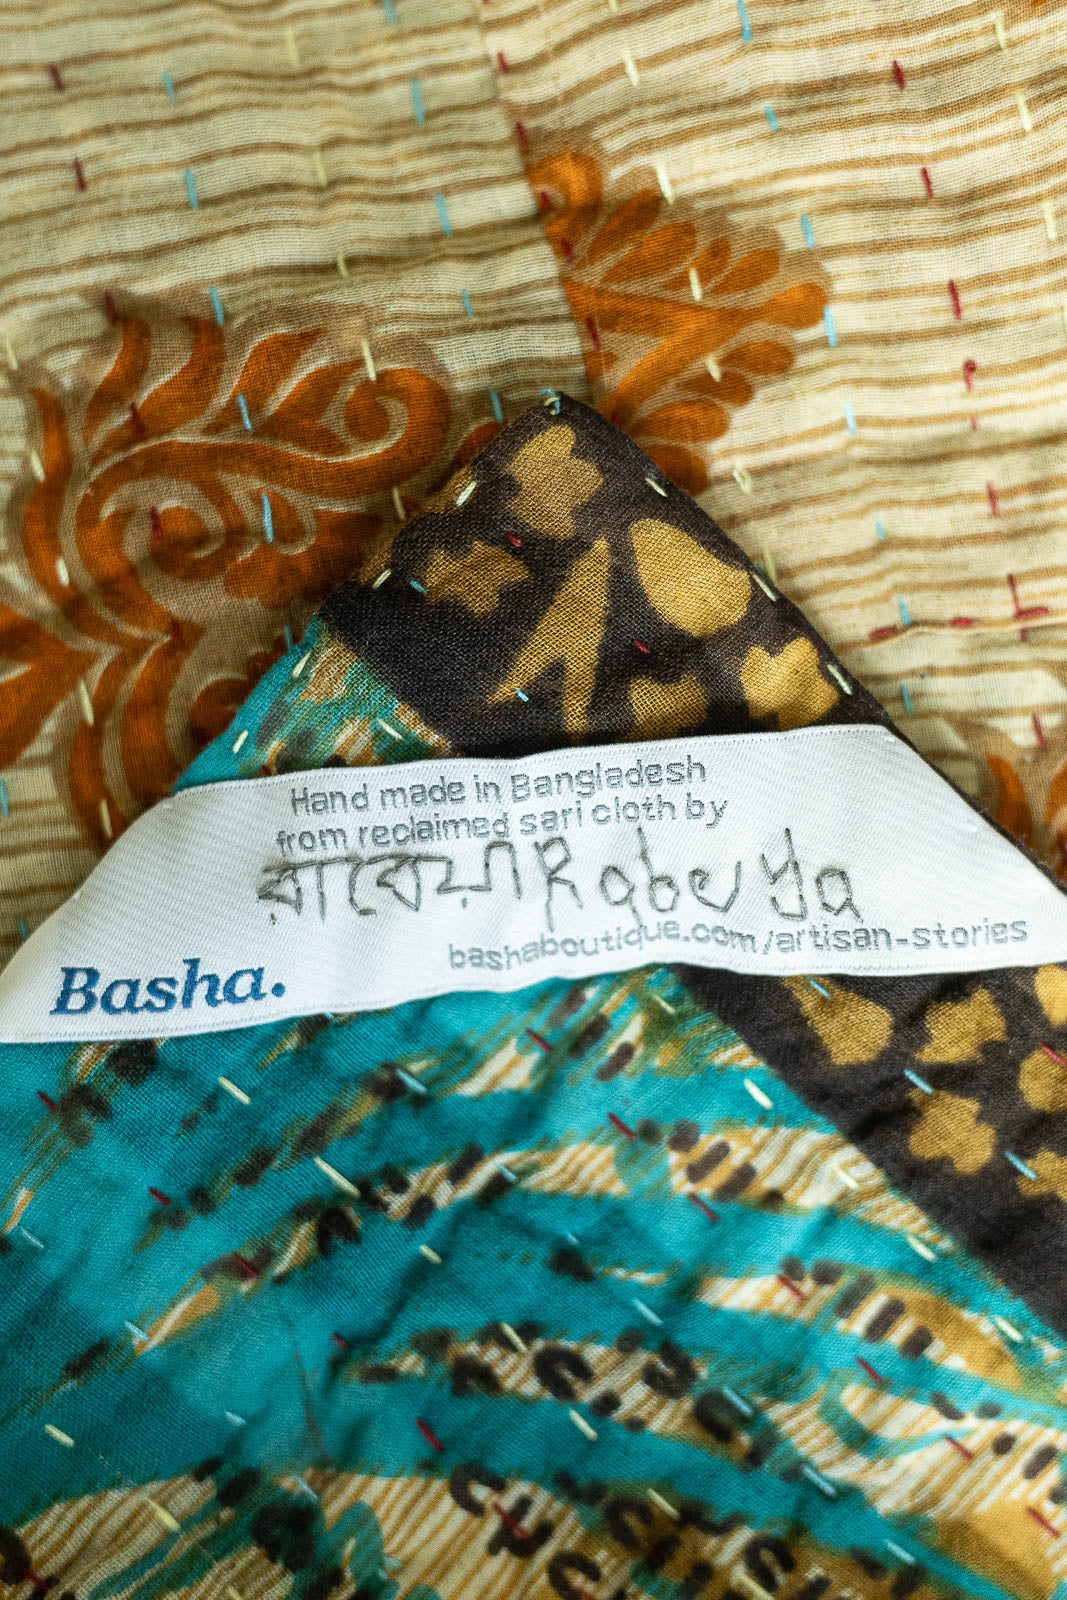 Hand made in Bangladesh
from reclaimed sari cloth by
রাবেয়া Rabeya
bashaboutique.com/artisan-stories
Basha.